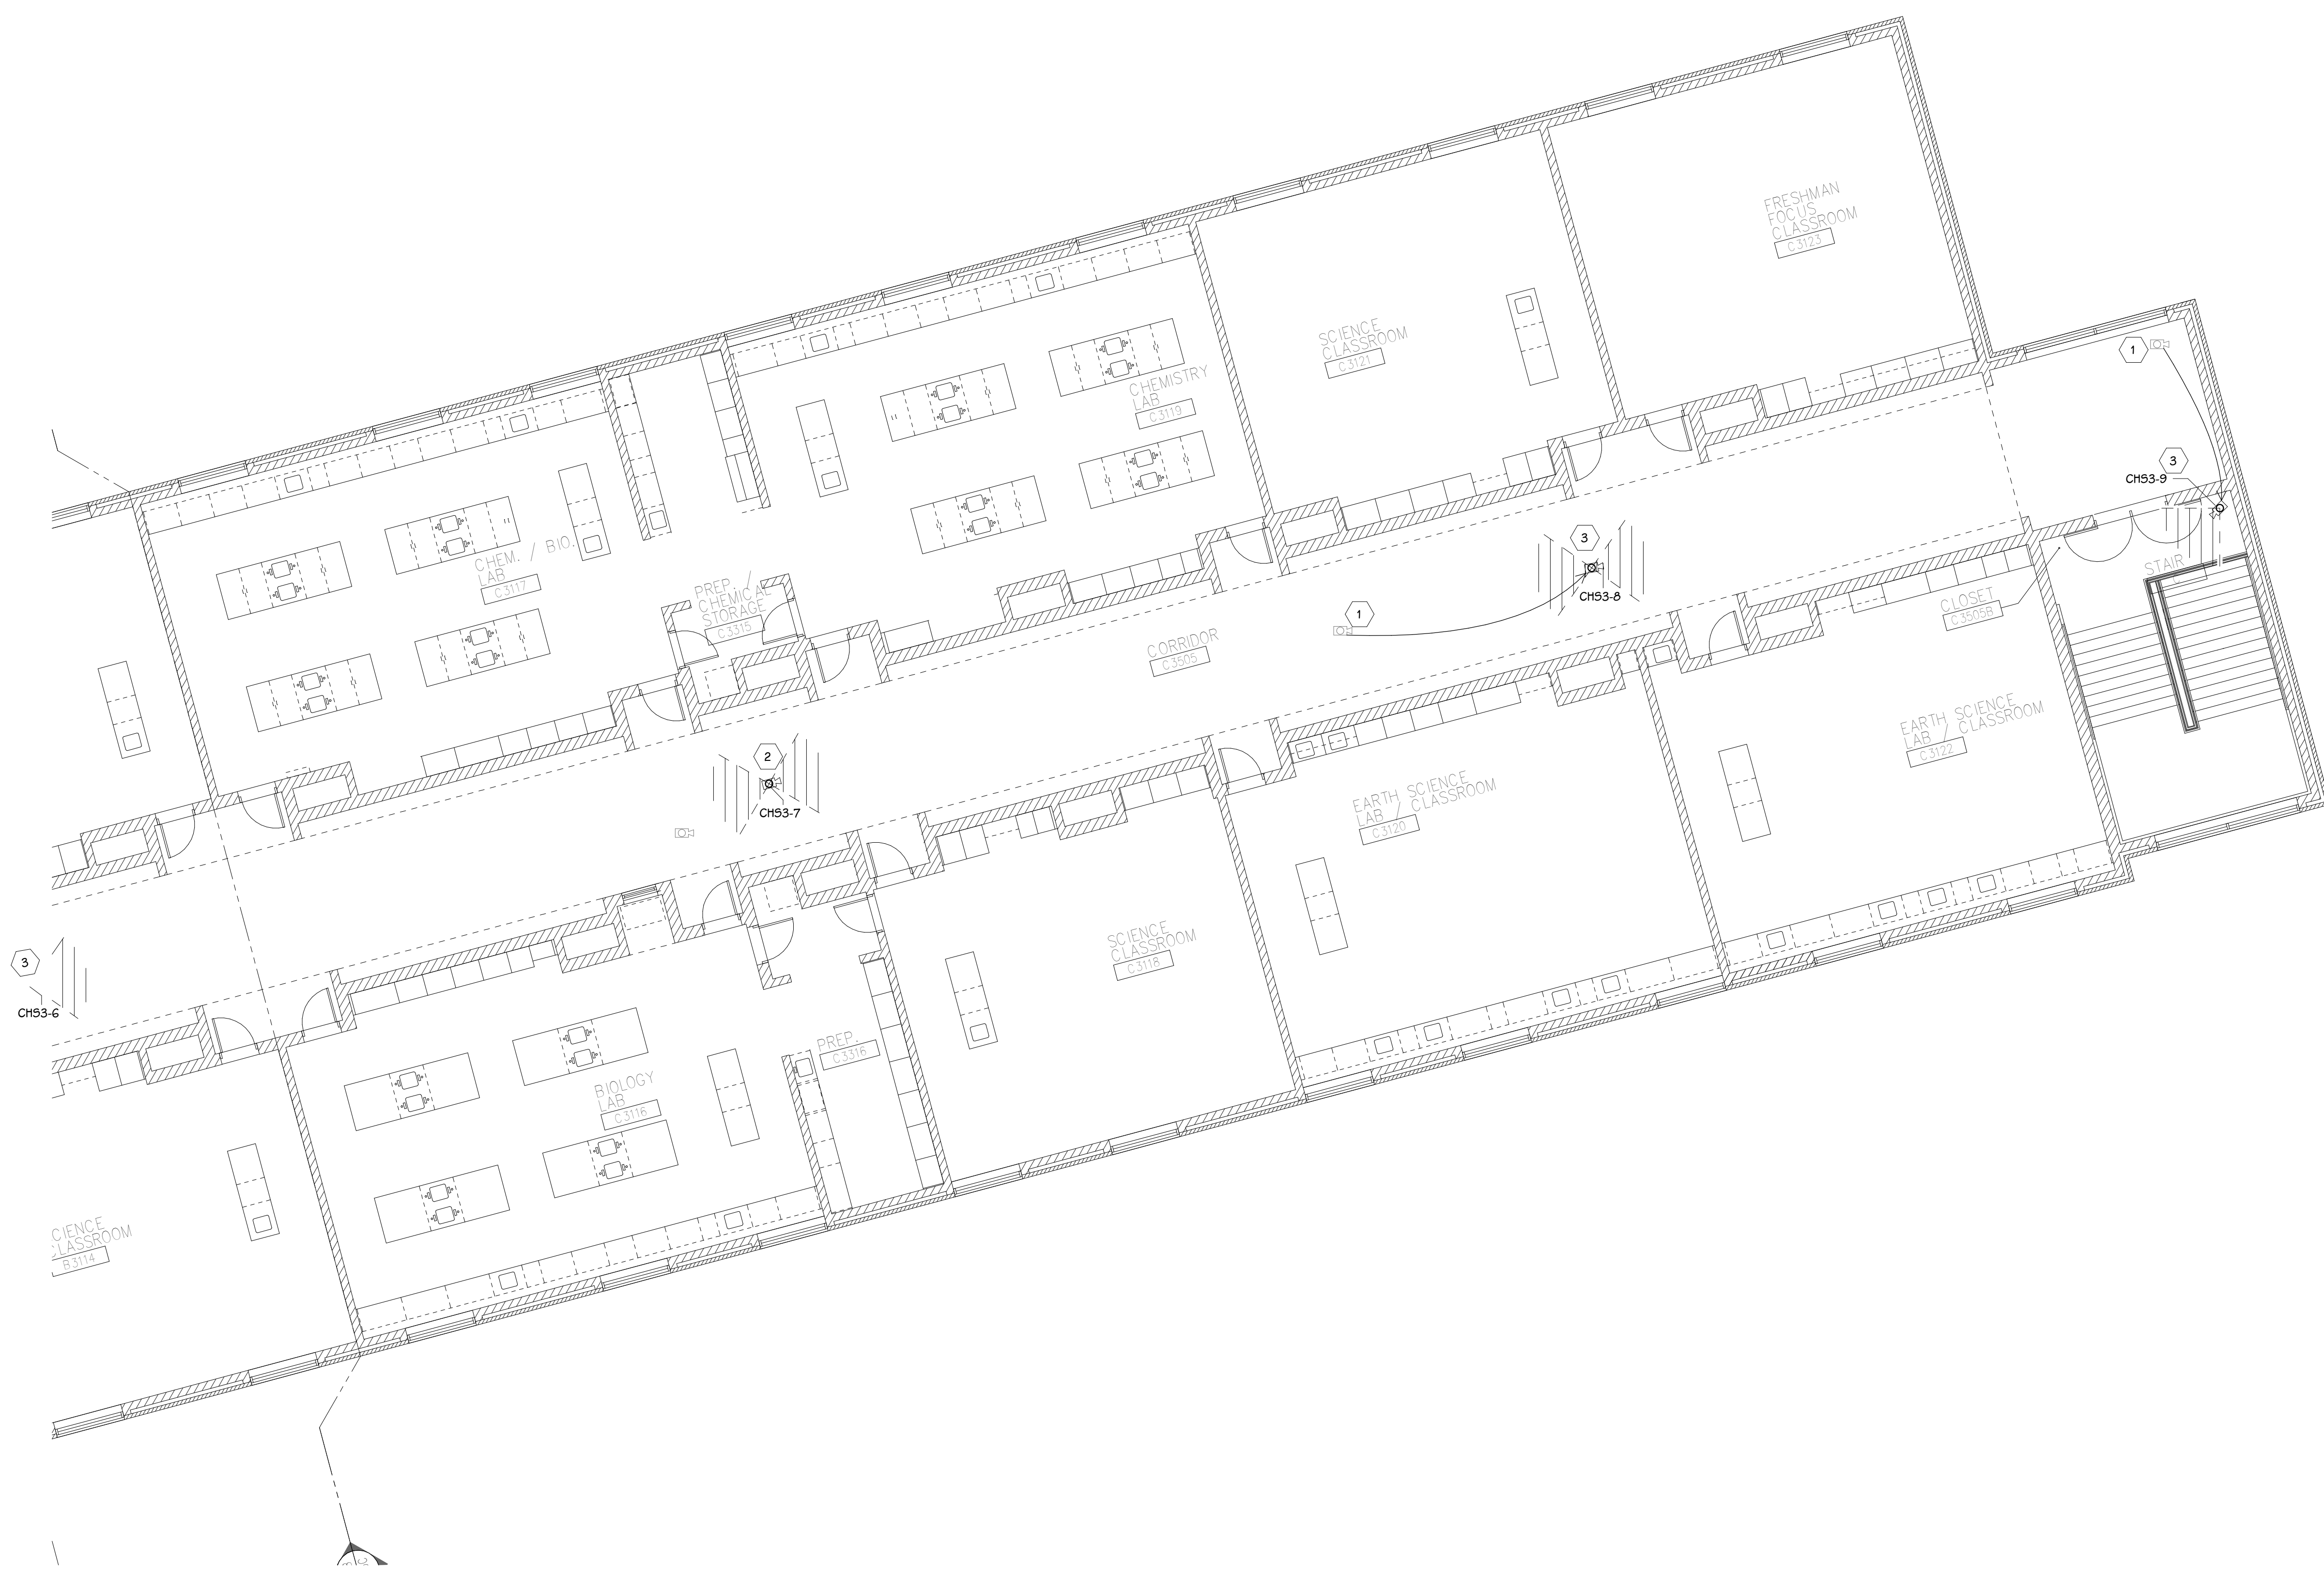 FRESHMAN
FOCUS
CLASSROOM
C3123
SCIENCE
CLASSROOM
C3121
1
CHEMISTRY
LAB
C3119
3
CHS3-9
CHEM. / BIO.
LAB
C3117
3
CHS3-8
STAIR
PREP. /
CHEMICAL
STORAGE
C3315
1
CLOSET
C3505B
CORRIDOR
C3505
EARTH SCIENCE
LAB / CLASSROOM
C3122
2
CHS3-7
EARTH SCIENCE
LAB / CLASSROOM
C3120
SCIENCE
CLASSROOM
C3118
3
CHS3-6
PREP.
C3316
BIOLOGY
LAB
C3116
CIENCE
LASSROOM
B3114